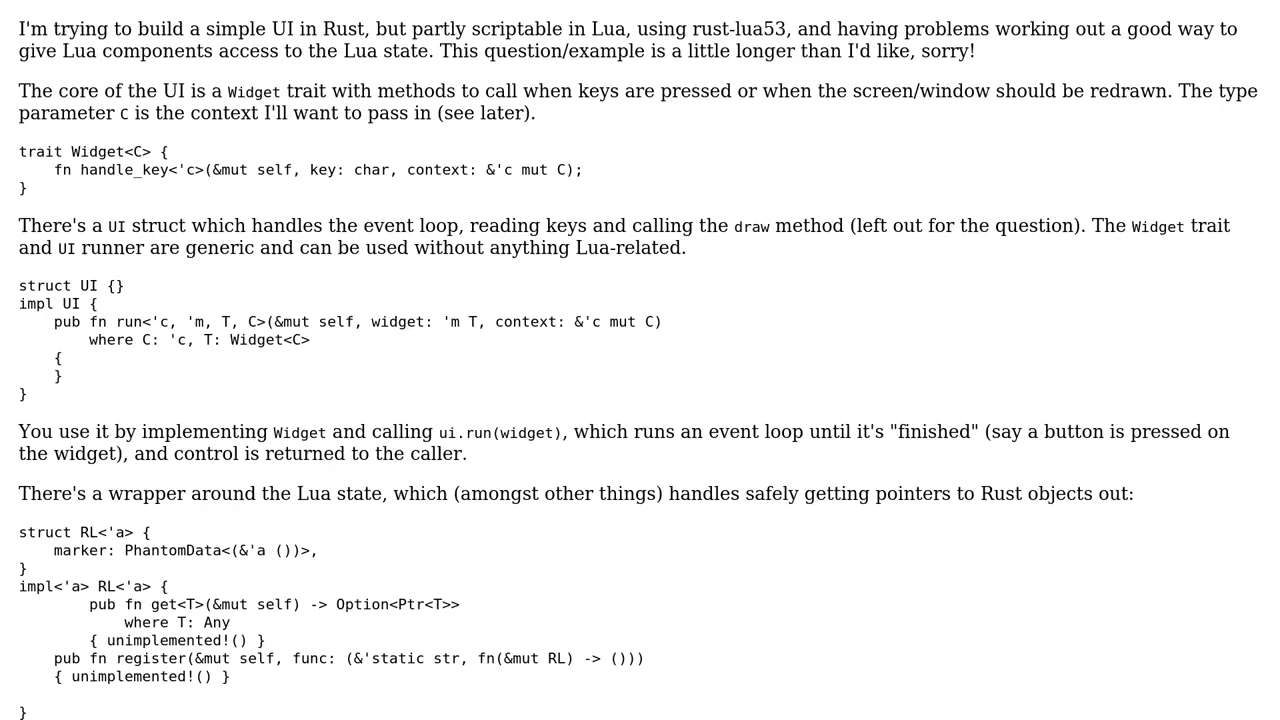 I'm trying to build a simple UI in Rust, but partly scriptable in Lua, using rust-lua53, and having problems working out a good way to
give Lua components access to the Lua state. This question/example is a little longer than I'd like, sorry!
The core of the UI is a Widget trait with methods to call when keys are pressed or when the screen/window should be redrawn. The type
parameter C is the context I'll want to pass in (see later).
trait Widget<C> {
    fn handle_key<'c>(&mut self, key: char, context: &'c mut C);
}
There's a UI struct which handles the event loop, reading keys and calling the draw method (left out for the question). The Widget trait
and UI runner are generic and can be used without anything Lua-related.
struct UI {}
impl UI {
    pub fn run<'c, 'm, T, C>(&mut self, widget: 'm T, context: &'c mut C)
        where C: 'c, T: Widget<C>
    {
    }
}
You use it by implementing Widget and calling ui.run(widget), which runs an event loop until it's "finished" (say a button is pressed on
the widget), and control is returned to the caller.
There's a wrapper around the Lua state, which (amongst other things) handles safely getting pointers to Rust objects out:
struct RL<'a> {
    marker: PhantomData<(&'a ())>,
}
impl<'a> RL<'a> {
        pub fn get<T>(&mut self) -> Option<Ptr<T>>
            where T: Any
        { unimplemented!() }
    pub fn register(&mut self, func: (&'static str, fn(&mut RL) -> ()))
    { unimplemented!() }
}